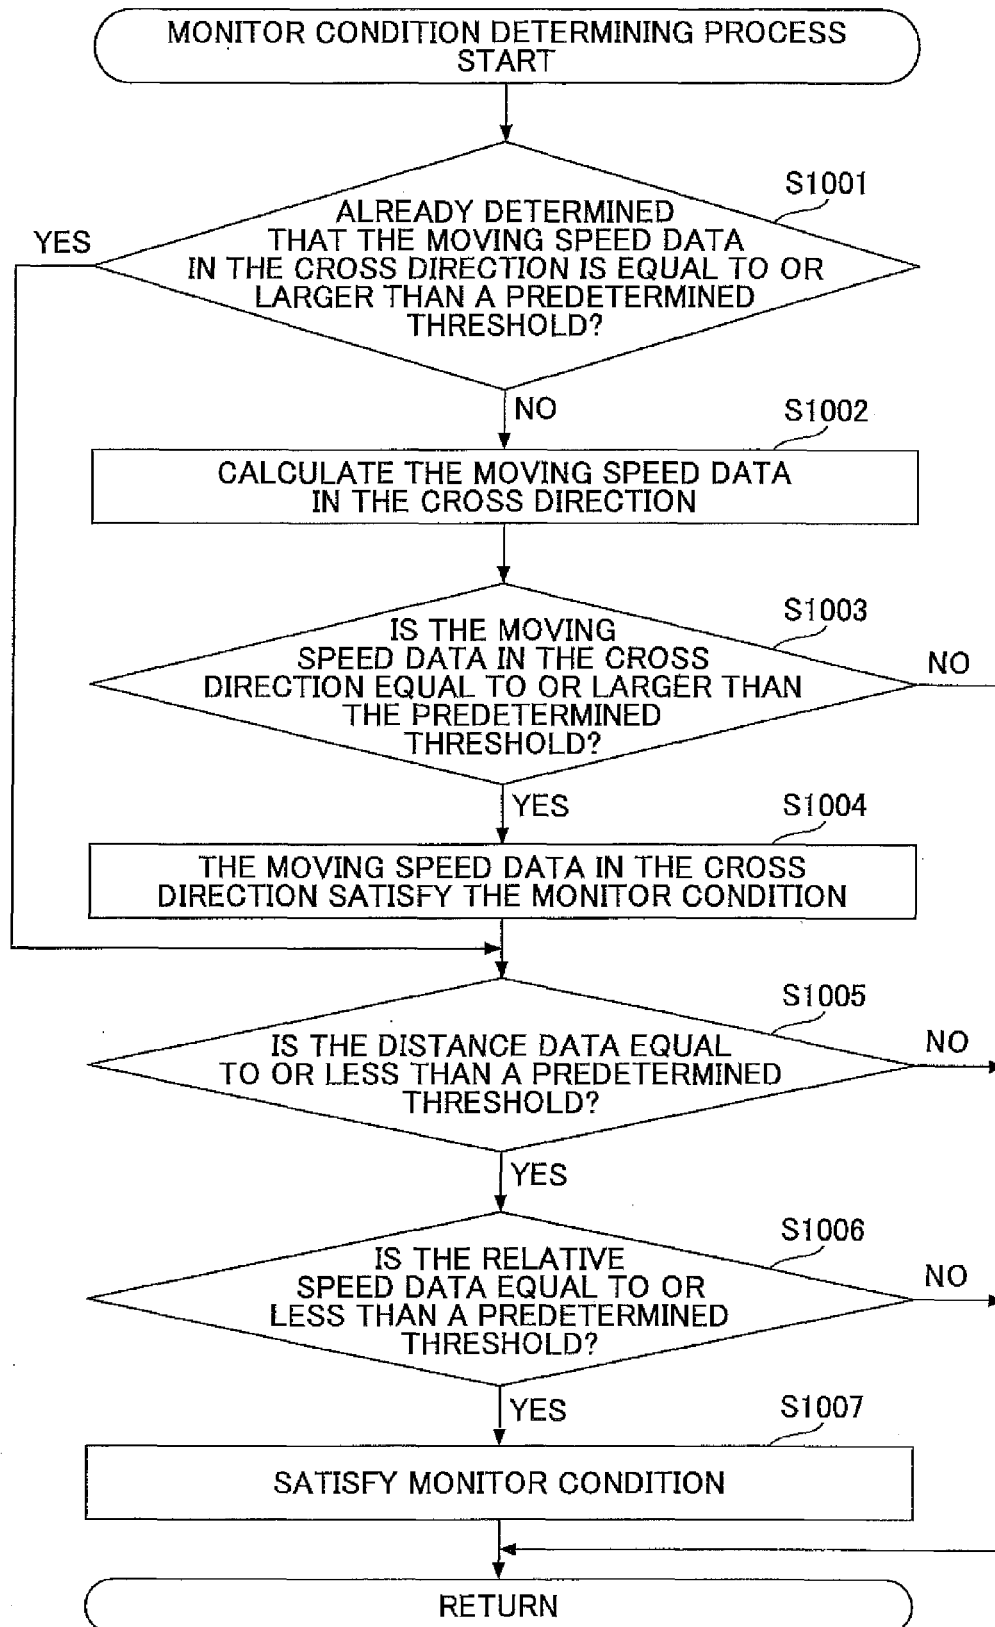 MONITOR CONDITION DETERMINING PROCESS
START
S1001
ALREADY DETERMINED
THAT THE MOVING SPEED DATA
IN THE CROSS DIRECTION IS EQUAL TO OR
LARGER THAN A PREDETERMINED
THRESHOLD?
YES
NO
S1002
CALCULATE THE MOVING SPEED DATA
IN THE CROSS DIRECTION
S1003
IS THE MOVING
SPEED DATA IN THE CROSS
DIRECTION EQUAL TO OR LARGER THAN
THE PREDETERMINED
THRESHOLD?
NO
YES
S1004
THE MOVING SPEED DATA IN THE CROSS
DIRECTION SATISFY THE MONITOR CONDITION
S1005
IS THE DISTANCE DATA EQUAL
TO OR LESS THAN A PREDETERMINED
THRESHOLD?
NO
YES
S1006
IS THE RELATIVE
SPEED DATA EQUAL TO OR
LESS THAN A PREDETERMINED
THRESHOLD?
NO
YES
S1007
SATISFY MONITOR CONDITION
RETURN